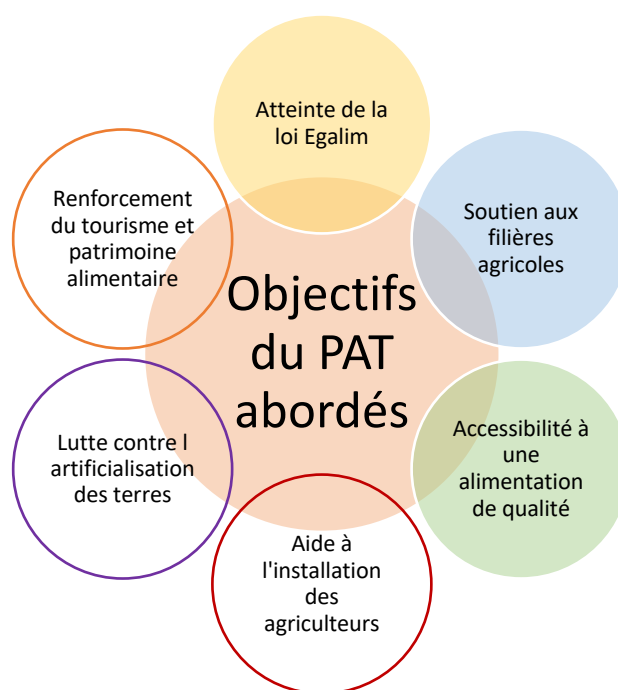 Atteinte de la
loi Egalim
Soutien aux
filières
agricoles
Accessibilité à
une
alimentation
de qualité
Aide à
l'installation
des
agriculteurs
Lutte contre l
artificialisation
des terres
Renforcement
du tourisme et
patrimoine
alimentaire
Objectifs
du PAT
abordés